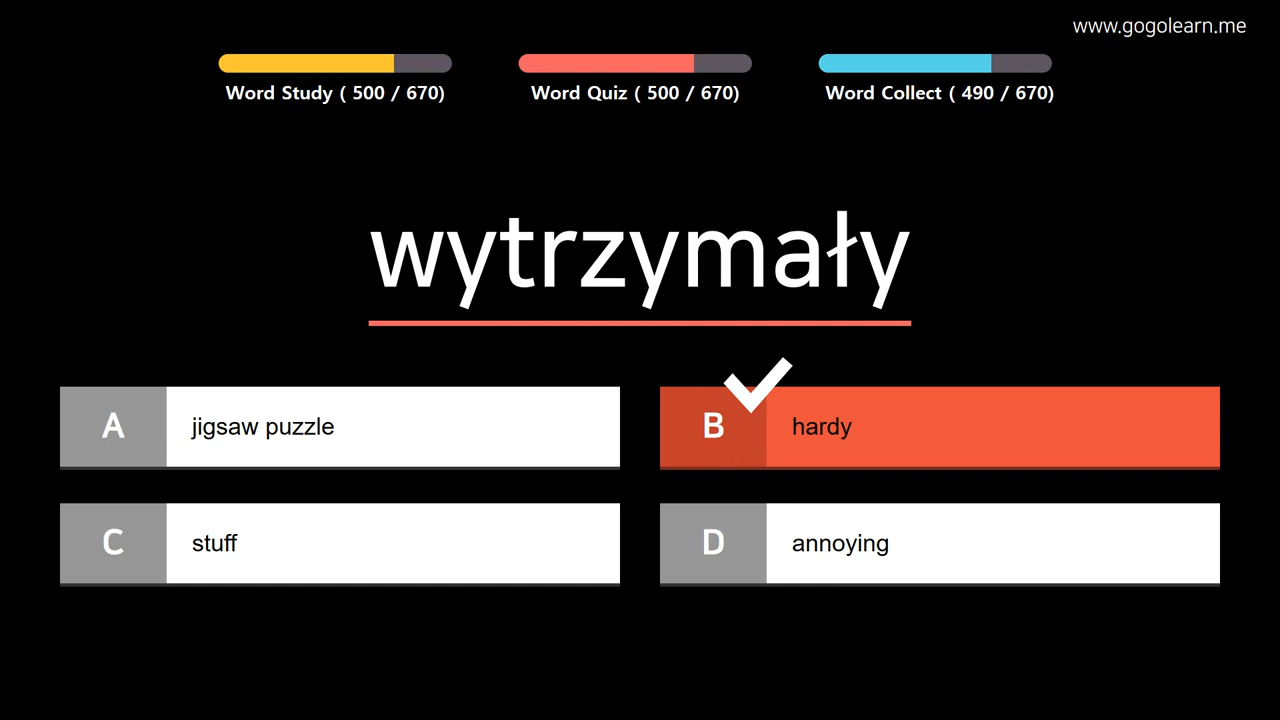 www.gogolearn.me
Word Study ( 500 / 670)
Word Quiz ( 500 / 670)
Word Collect ( 490 / 670)
wytrzymały
A jigsaw puzzle
B hardy
C stuff
D annoying